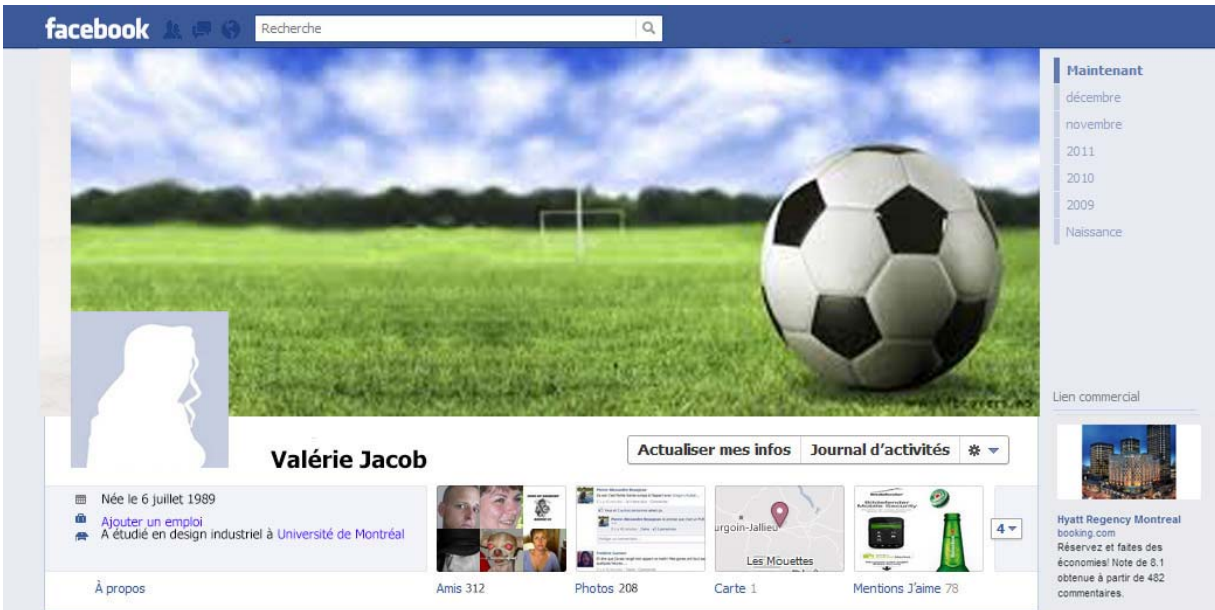 facebook
Recherche
Maintenant
décembre
novembre
2011
2010
2009
Naissance
Lien commercial
Valérie Jacob
Actualiser mes infos
Journal d'activités
Née le 6 juillet 1989
Ajouter un emploi
A étudié en design industriel à Université de Montréal
urgoin-Jallieu
Les Mouettes
4
À propos
Amis 312
Photos 208
Carte 1
Mentions J'aime 78
Hyatt Regency Montreal
booking.com
Réservez et faites des
économies! Note de 8.1
obtenue à partir de 482
commentaires.